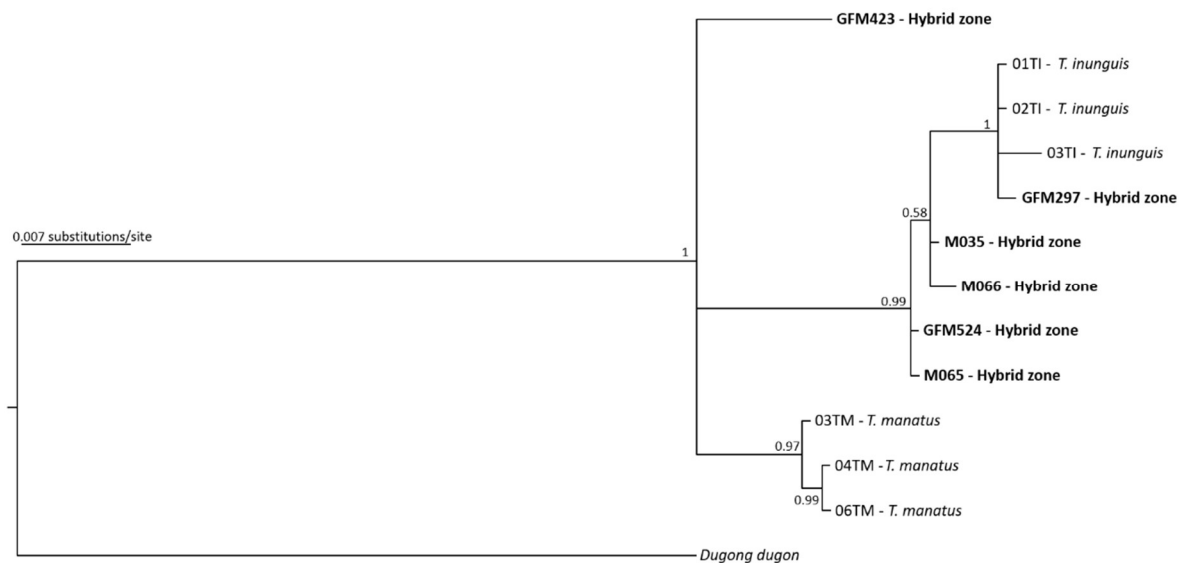 GFM423 - Hybrid zone
01TI - T. inunguis
02TI - T. inunguis
1
03TI - T. inunguis
GFM297 - Hybrid zone
0.58
0.007 substitutions/site
M035 - Hybrid zone
1
M066 - Hybrid zone
0.99
GFM524 - Hybrid zone
M065 - Hybrid zone
03TM - T. manatus
0.97
04TM - T. manatus
0.99
06TM - T. manatus
Dugong dugon